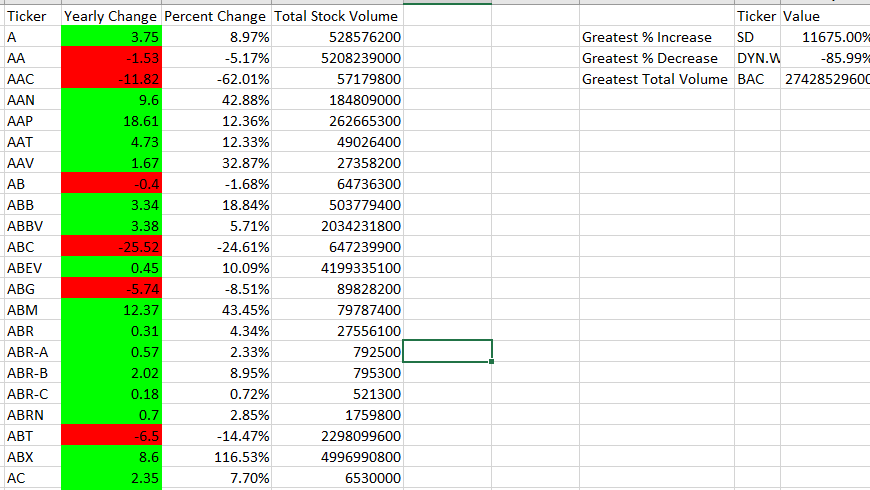 Ticker Yearly Change Percent Change Total Stock Volume Ticker Value
A 3.75 8.97% 528576200 Greatest % Increase SD 11675.00%
AA -1.53 -5.17% 5208239000 Greatest % Decrease DYN.W -85.99%
AAC -11.82 -62.01% 57179800 Greatest Total Volume BAC 27428529600
AAN 9.6 42.88% 184809000
AAP 18.61 12.36% 262665300
AAT 4.73 12.33% 49026400
AAV 1.67 32.87% 27358200
AB -0.4 -1.68% 64736300
ABB 3.34 18.84% 503779400
ABBV 3.38 5.71% 2034231800
ABC -25.52 -24.61% 647239900
ABEV 0.45 10.09% 4199335100
ABG -5.74 -8.51% 89828200
ABM 12.37 43.45% 79787400
ABR 0.31 4.34% 27556100
ABR-A 0.57 2.33% 792500
ABR-B 2.02 8.95% 795300
ABR-C 0.18 0.72% 521300
ABRN 0.7 2.85% 1759800
ABT -6.5 -14.47% 2298099600
ABX 8.6 116.53% 4996990800
AC 2.35 7.70% 6530000